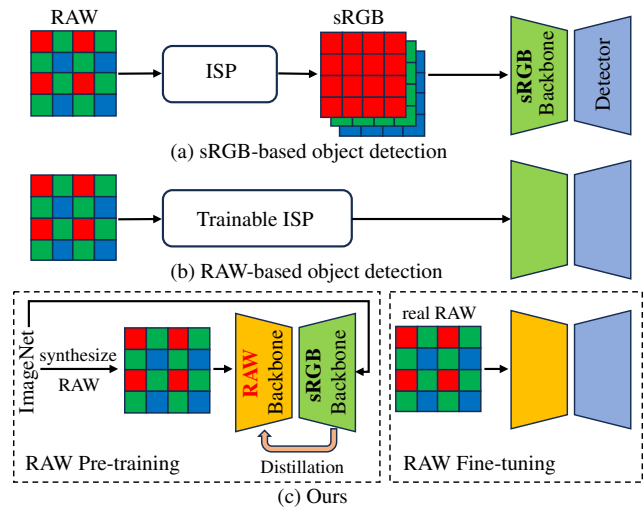 RAW
sRGB
ISP
sRGB
Backbone
Detector
(a) sRGB-based object detection
Trainable ISP
(b) RAW-based object detection
ImageNet
synthesize
RAW
RAW
Backbone
sRGB
Backbone
real RAW
Distillation
RAW Pre-training
RAW Fine-tuning
(c) Ours